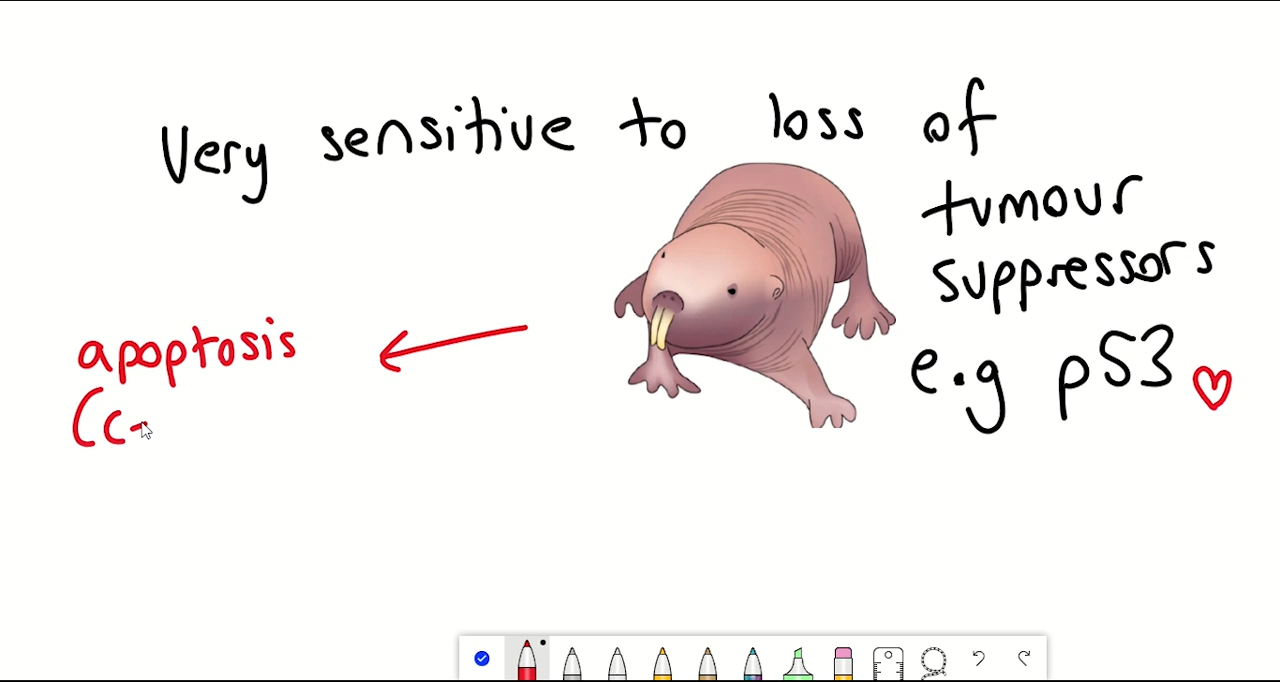 Very sensitive to loss of
tumour
suppressors
e.g p53
apoptosis
(c